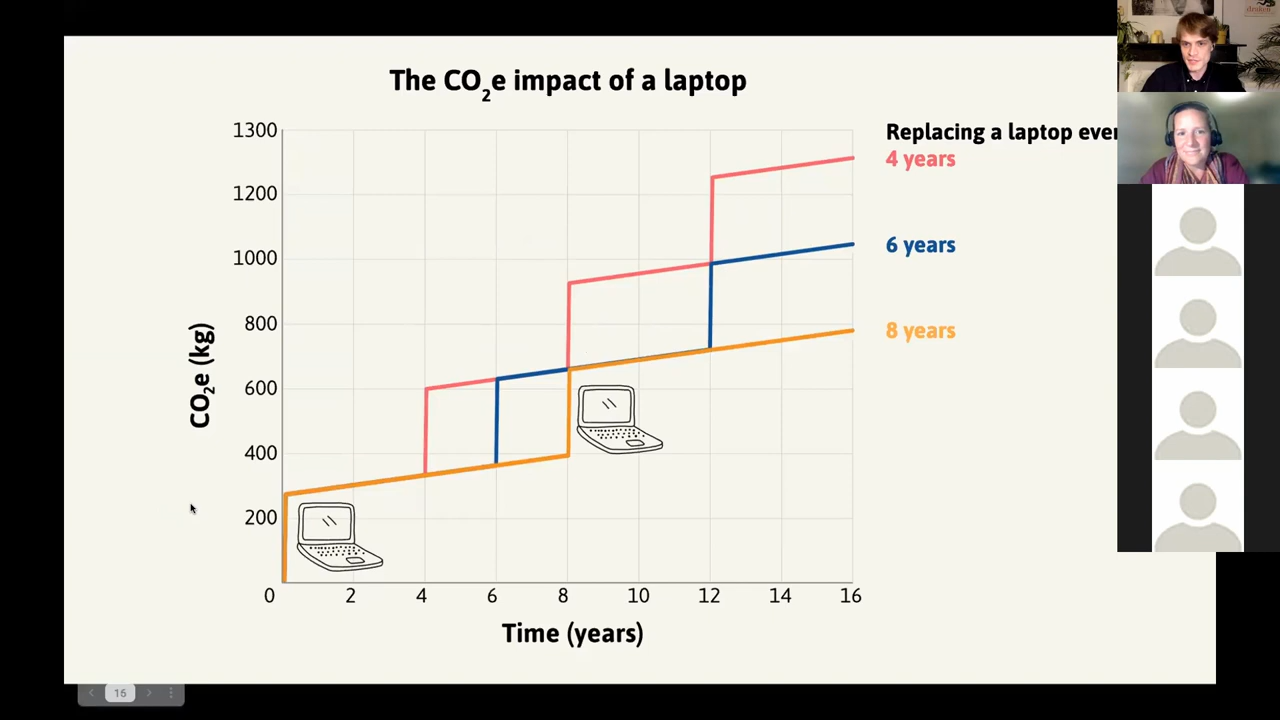 The CO₂e impact of a laptop
Replacing a laptop ever
4 years
6 years
8 years
1300
1200
1000
800
600
400
200
0
2
4
6
8
10
12
14
16
CO₂e (kg)
Time (years)
16